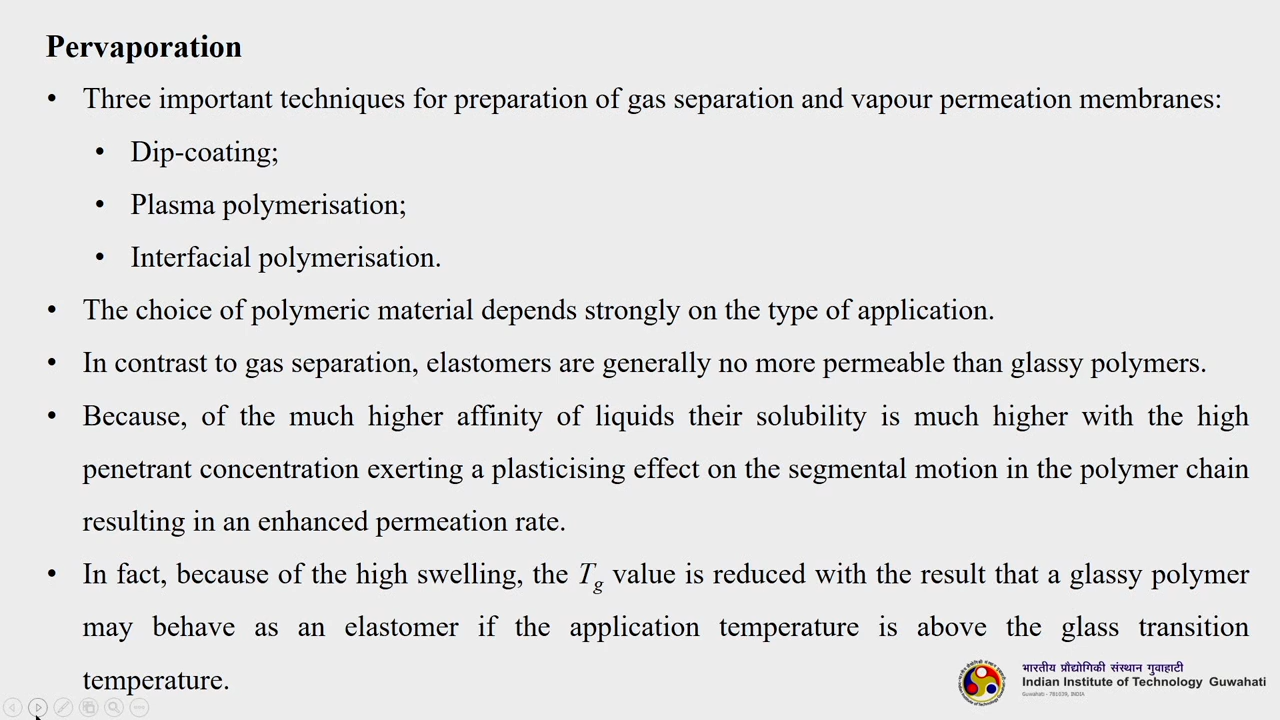 Pervaporation
• Three important techniques for preparation of gas separation and vapour permeation membranes:
• Dip-coating;
• Plasma polymerisation;
• Interfacial polymerisation.
• The choice of polymeric material depends strongly on the type of application.
• In contrast to gas separation, elastomers are generally no more permeable than glassy polymers.
• Because, of the much higher affinity of liquids their solubility is much higher with the high
penetrant concentration exerting a plasticising effect on the segmental motion in the polymer chain
resulting in an enhanced permeation rate.
• In fact, because of the high swelling, the Tg value is reduced with the result that a glassy polymer
may behave as an elastomer if the application temperature is above the glass transition
temperature.
भारतीय प्रौद्योगिकी संस्थान गुवाहाटी
Indian Institute of Technology Guwahati
Guwahati - 781039, INDIA